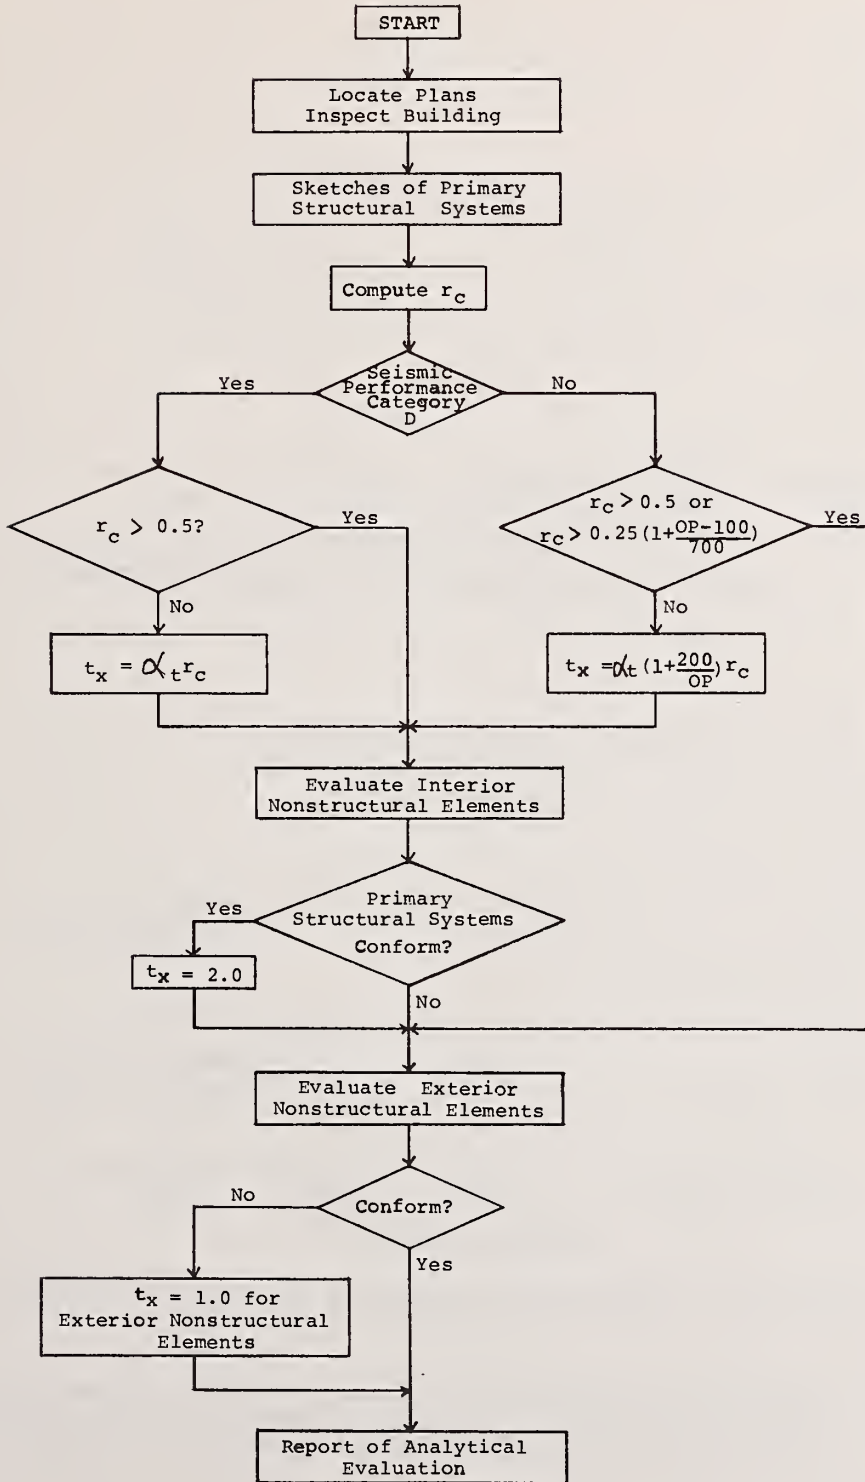 START
Locate Plans
Inspect Building
Sketches of Primary
Structural Systems
Compute r_c
Seismic
Performance
Category
D
Yes
No
r_c > 0.5?
Yes
r_c > 0.5 or
r_c > 0.25(1+OP-100/700)
Yes
No
No
t_x = α_t r_c
t_x = α_t (1+200/OP) r_c
Evaluate Interior
Nonstructural Elements
Primary
Structural Systems
Conform?
Yes
t_x = 2.0
No
Evaluate Exterior
Nonstructural Elements
No
Conform?
Yes
t_x = 1.0 for
Exterior Nonstructural
Elements
Report of Analytical
Evaluation